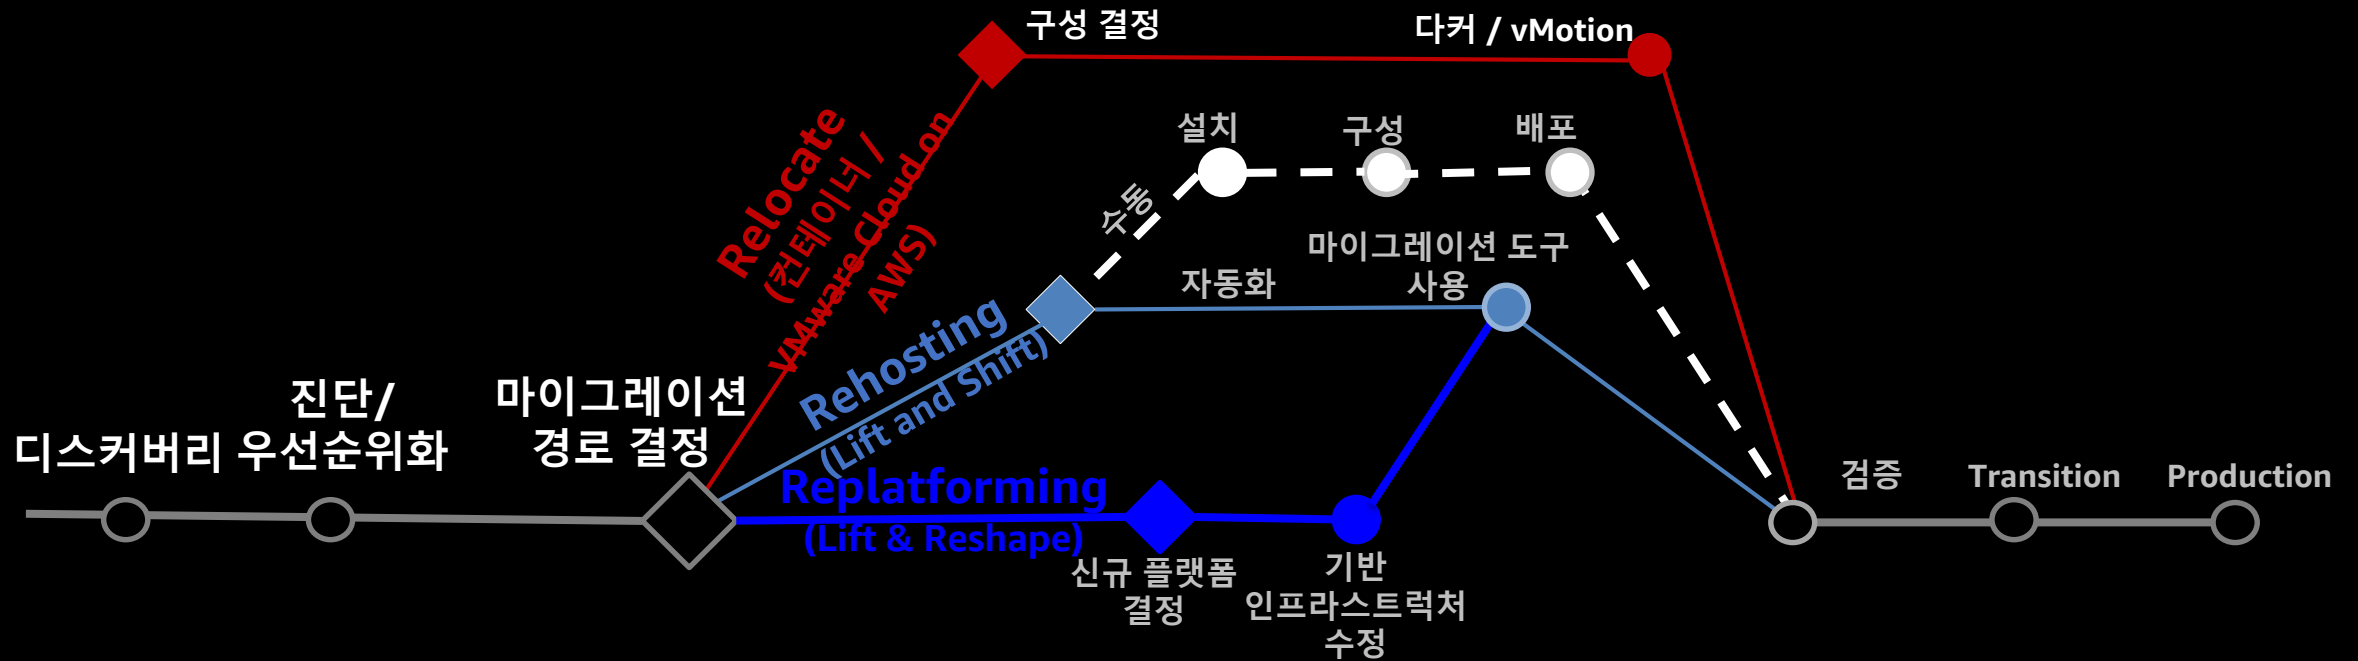 구성 결정
다커 / vMotion
설치
구성
배포
Relocate
(컨테이너 /
VMware Cloud on
AWS)
수동
마이그레이션 도구
사용
자동화
Rehosting
(Lift and Shift)
진단/
우선순위화
디스커버리
마이그레이션
경로 결정
Replatforming
(Lift & Reshape)
신규 플랫폼
결정
기반
인프라스트럭처
수정
검증
Transition
Production